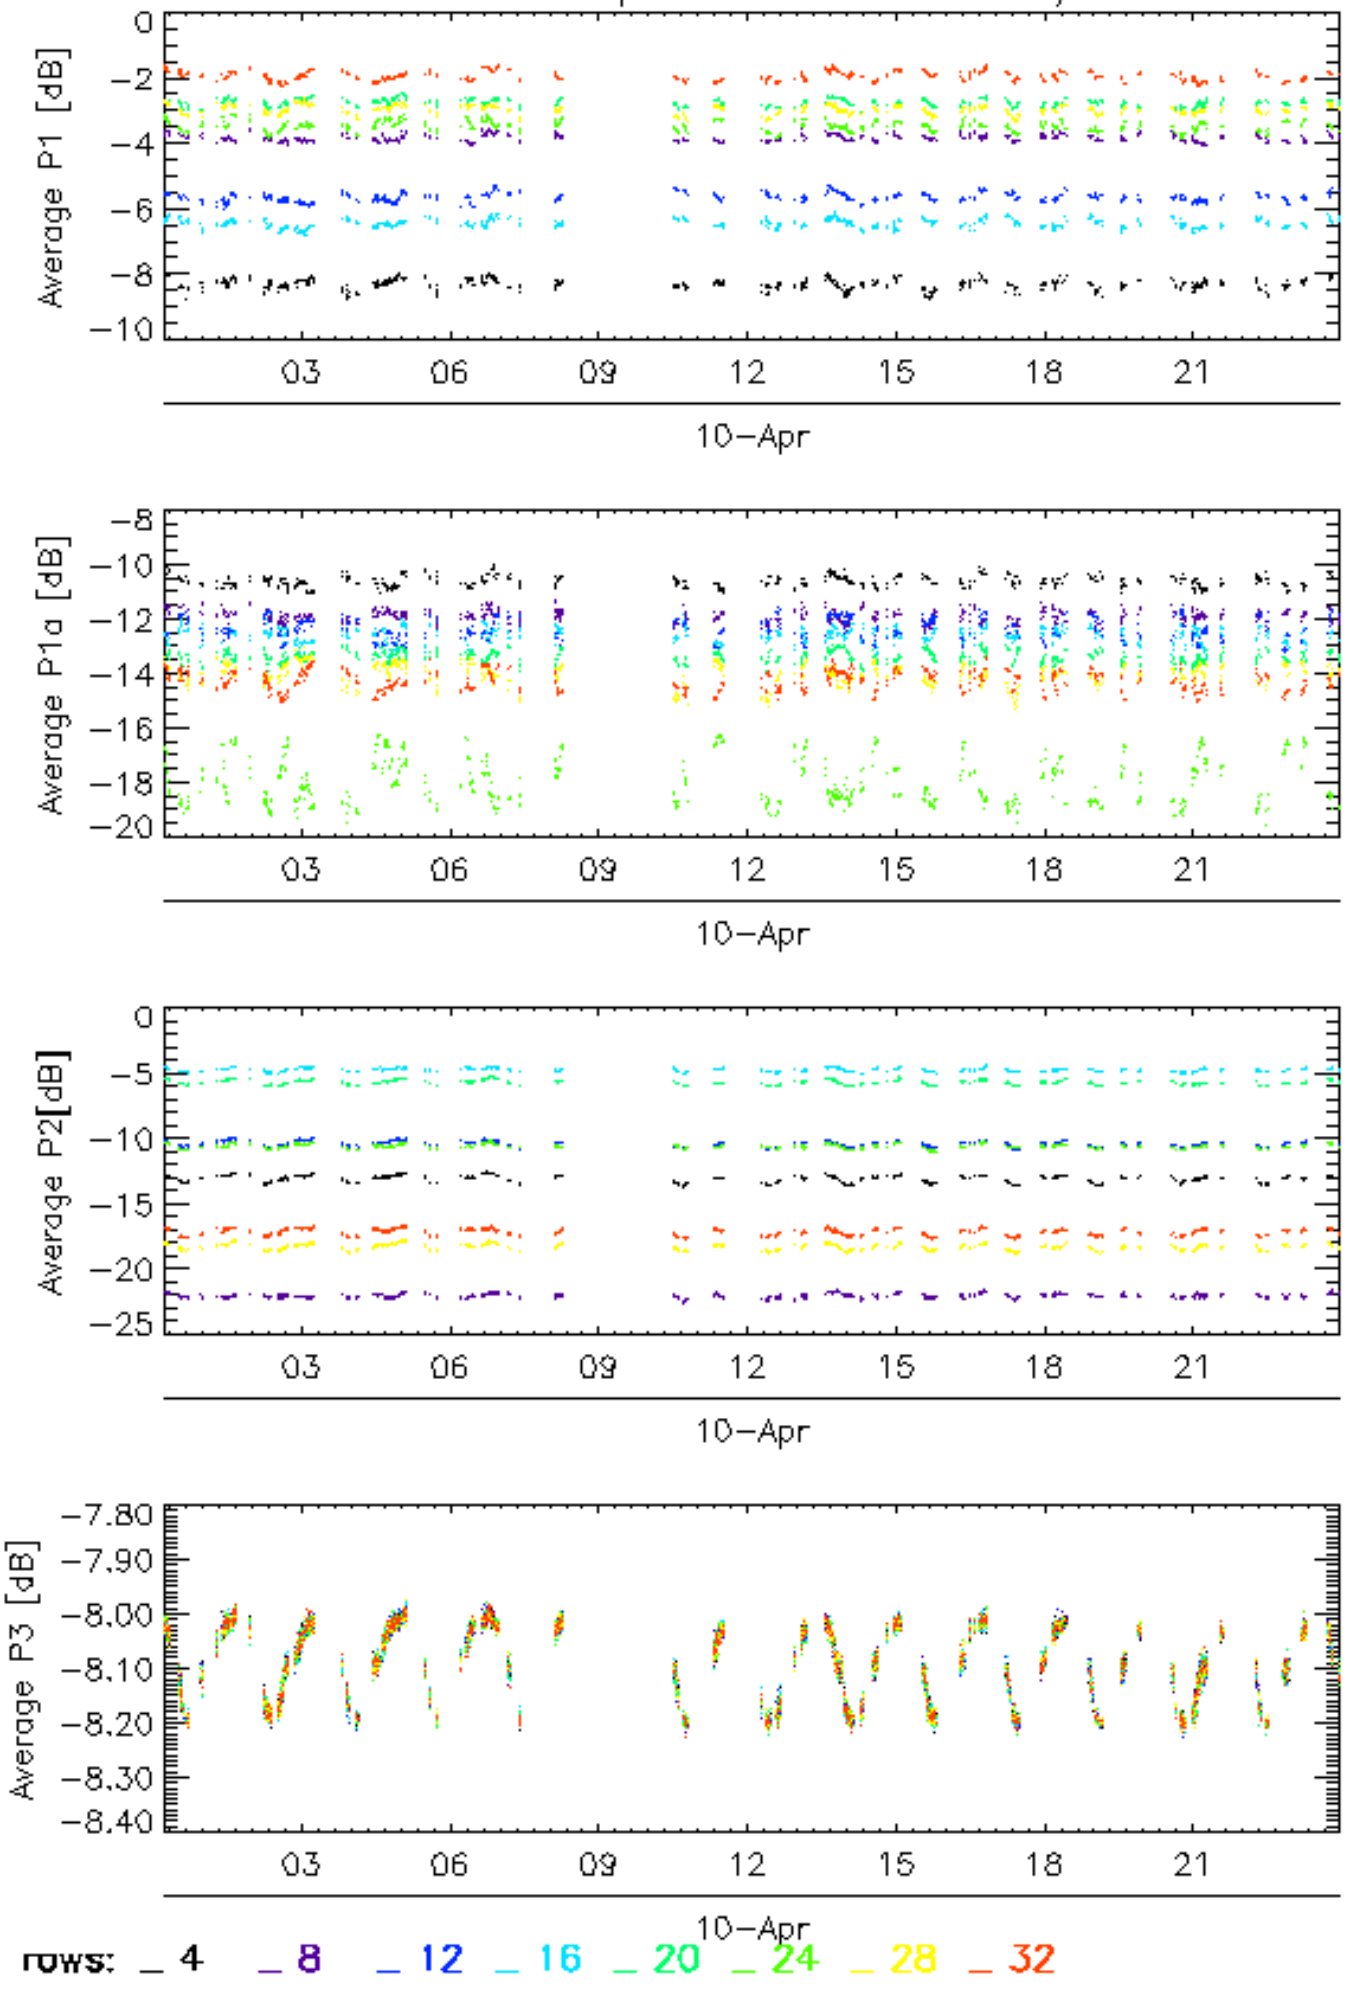 0
−2
−4
−6
−8
−10
Average P1 [dB]
03 06 09 12 15 18 21
10−Apr
−8
−10
−12
−14
−16
−18
−20
Average P1a [dB]
03 06 09 12 15 18 21
10−Apr
0
−5
−10
−15
−20
−25
Average P2[dB]
03 06 09 12 15 18 21
10−Apr
−7.80
−7.90
−8.00
−8.10
−8.20
−8.30
−8.40
Average P3 [dB]
03 06 09 12 15 18 21
10−Apr
rows: _ 4 _ 8 _ 12 _ 16 _ 20 _ 24 _ 28 _ 32